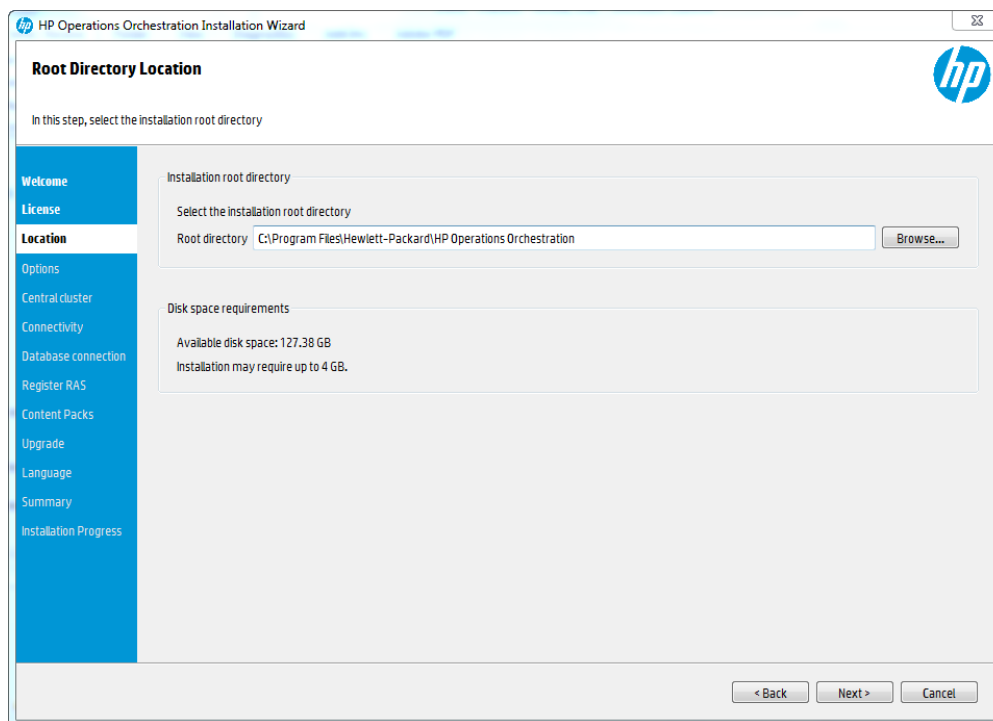 HP Operations Orchestration Installation Wizard
Root Directory Location
hp
In this step, select the installation root directory
Welcome
License
Location
Options
Central cluster
Connectivity
Database connection
Register RAS
Content Packs
Upgrade
Language
Summary
Installation Progress
Installation root directory
Select the installation root directory
Root directory C:\Program Files\Hewlett-Packard\HP Operations Orchestration Browse...
Disk space requirements
Available disk space: 127.38 GB
Installation may require up to 4 GB.
< Back Next > Cancel